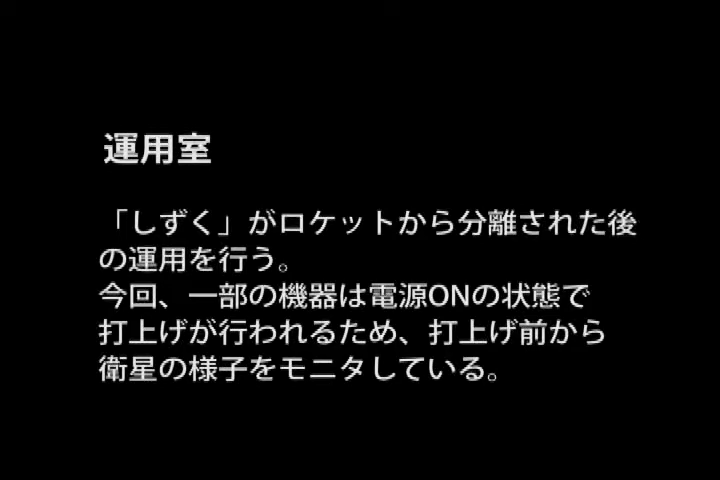 運用室
「しずく」がロケットから分離された後
の運用を行う。
今回、一部の機器は電源ONの状態で
打上げが行われるため、打上げ前から
衛星の様子をモニタしている。